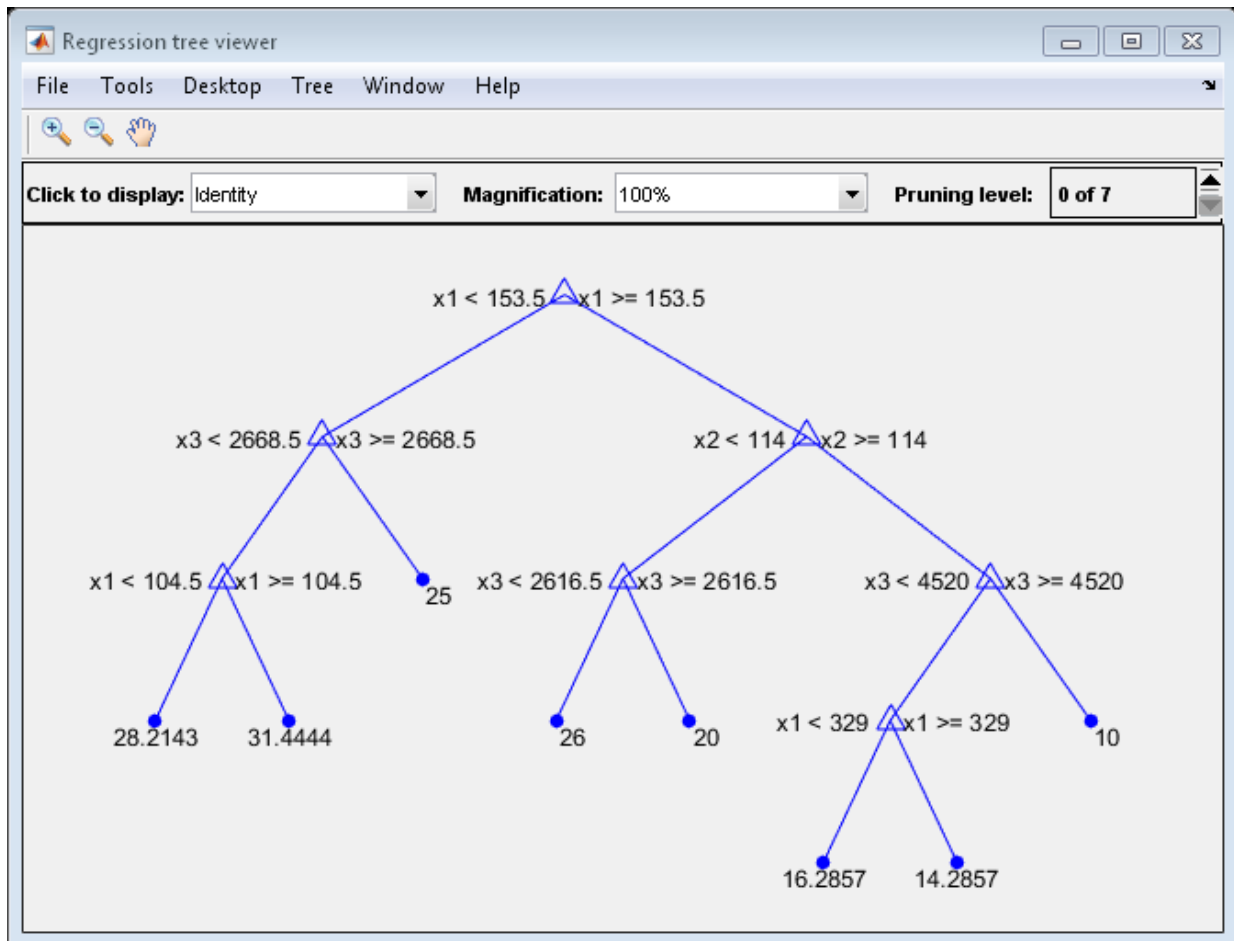 Regression tree viewer
File Tools Desktop Tree Window Help
Click to display: Identity Magnification: 100% Pruning level: 0 of 7
x1 < 153.5 x1 >= 153.5
x3 < 2668.5 x3 >= 2668.5 x2 < 114 x2 >= 114
x1 < 104.5 x1 >= 104.5 25 x3 < 2616.5 x3 >= 2616.5 x3 < 4520 x3 >= 4520
28.2143 31.4444 26 20 x1 < 329 x1 >= 329 10
16.2857 14.2857